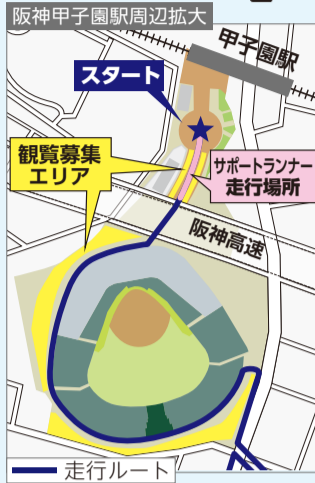 阪神甲子園駅周辺拡大
甲子園駅
スタート
観覧募集
エリア
サポートランナー
走行場所
阪神高速
走行ルート